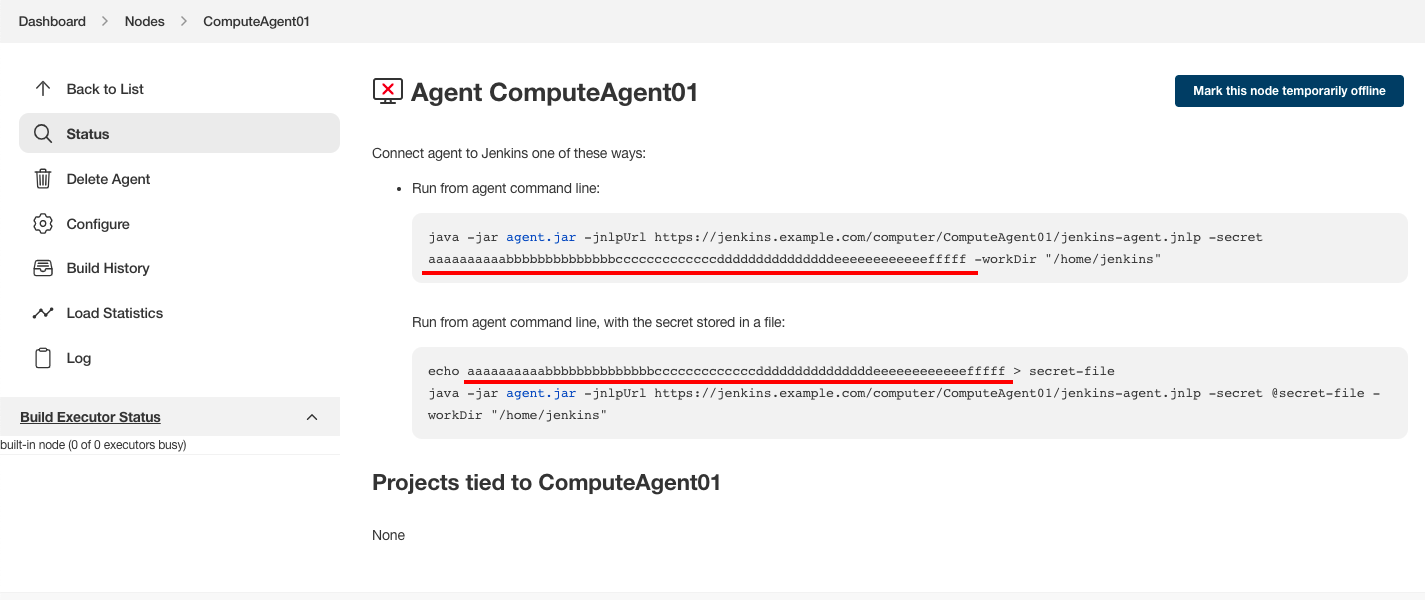 Dashboard > Nodes > ComputeAgent01
Back to List
Status
Delete Agent
Configure
Build History
Load Statistics
Log
Build Executor Status
built-in node (0 of 0 executors busy)
Agent ComputeAgent01
Mark this node temporarily offline
Connect agent to Jenkins one of these ways:
• Run from agent command line:
java -jar agent.jar -jnlpUrl https://jenkins.example.com/computer/ComputeAgent01/jenkins-agent.jnlp -secret
aaaaaaaaaabbbbbbbbbbbbbbcccccccccccccdddddddddddddddeeeeeeeeeeeefffff -workDir "/home/jenkins"
Run from agent command line, with the secret stored in a file:
echo aaaaaaaaaabbbbbbbbbbbbbbcccccccccccccdddddddddddddddeeeeeeeeeeeefffff > secret-file
java -jar agent.jar -jnlpUrl https://jenkins.example.com/computer/ComputeAgent01/jenkins-agent.jnlp -secret @secret-file -
workDir "/home/jenkins"
Projects tied to ComputeAgent01
None